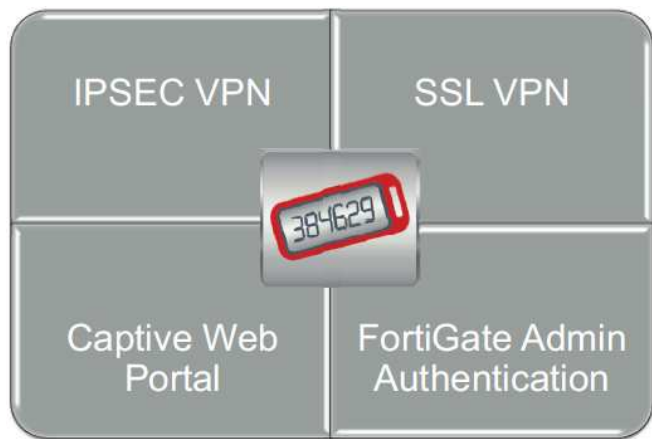 IPSEC VPN
SSL VPN
384629
Captive Web
Portal
FortiGate Admin
Authentication